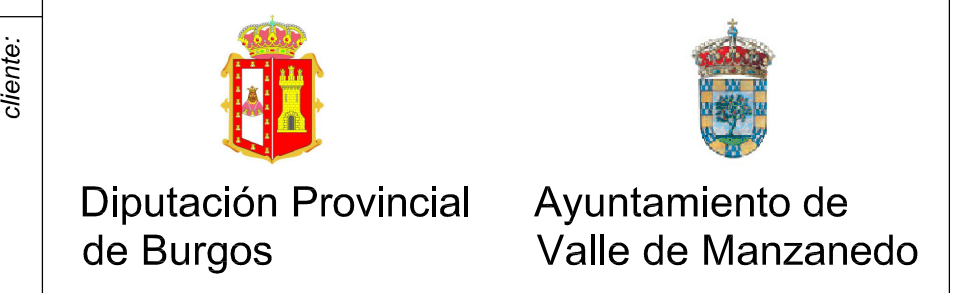 cliente:
Diputación Provincial
de Burgos
Ayuntamiento de
Valle de Manzanedo